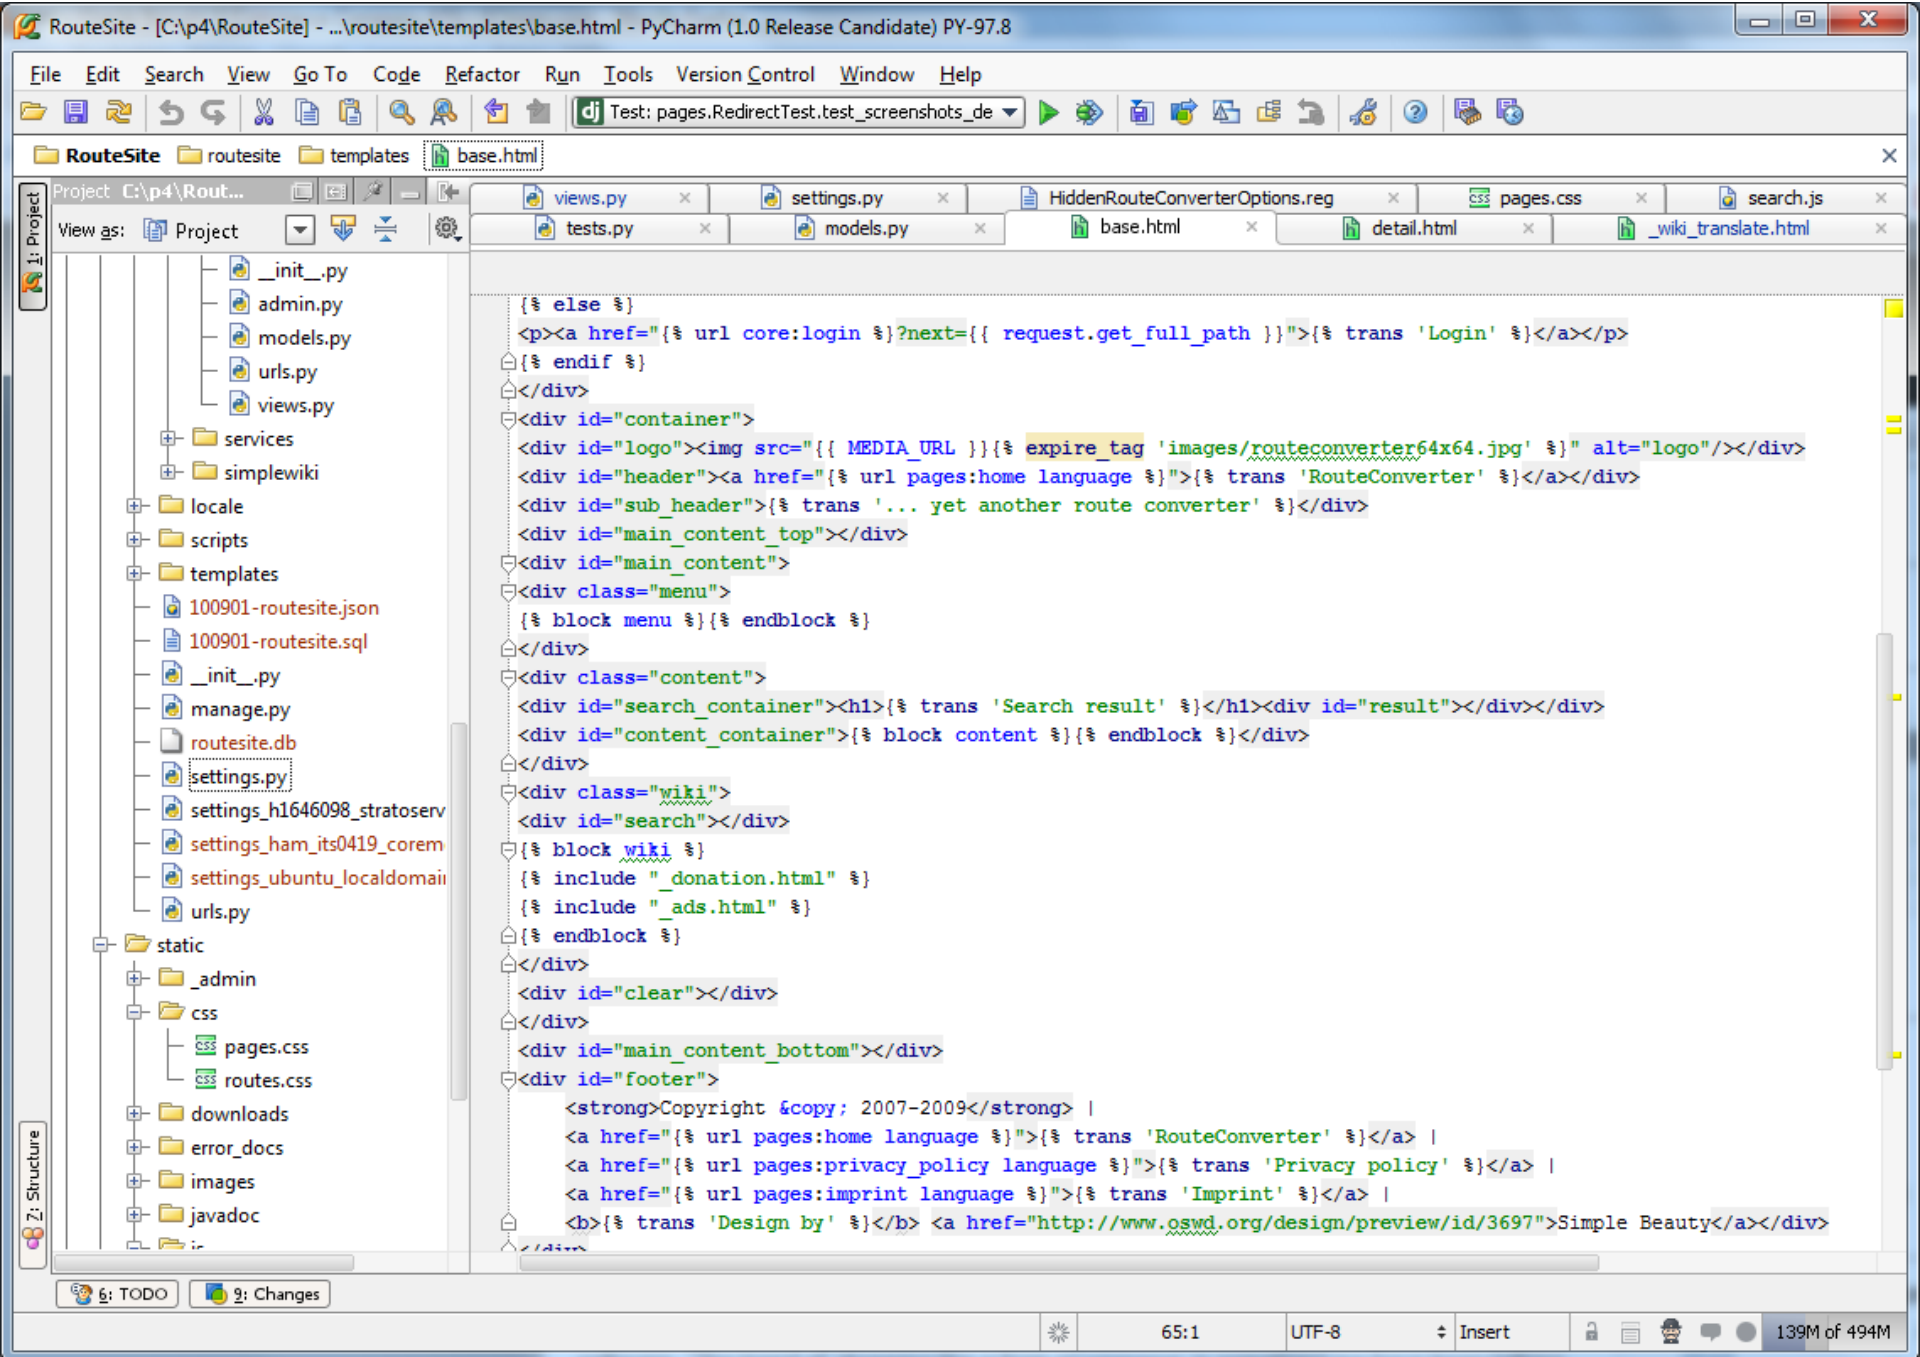 RouteSite - [C:\p4\RouteSite] - ...\routesite\templates\base.html - PyCharm (1.0 Release Candidate) PY-97.8
File Edit Search View Go To Code Refactor Run Tools Version Control Window Help
dj Test: pages.RedirectTest.test_screenshots_de
RouteSite routesite templates base.html
Project C:\p4\Rout...
View as: Project
1: Project
7: Structure
views.py settings.py HiddenRouteConverterOptions.reg pages.css search.js
tests.py models.py base.html detail.html _wiki_translate.html
__init__.py
admin.py
models.py
urls.py
views.py
services
simplewiki
locale
scripts
templates
100901-routesite.json
100901-routesite.sql
__init__.py
manage.py
routesite.db
settings.py
settings_h1646098_stratoserv
settings_ham_its0419_corem
settings_ubuntu_localdomai
urls.py
static
_admin
css
pages.css
routes.css
downloads
error_docs
images
javadoc
{% else %}
<p><a href="{% url core:login %}?next={{ request.get_full_path }}">{% trans 'Login' %}</a></p>
{% endif %}
</div>
<div id="container">
<div id="logo"><img src="{{ MEDIA_URL }}{% expire_tag 'images/routeconverter64x64.jpg' %}" alt="logo"/></div>
<div id="header"><a href="{% url pages:home language %}">{% trans 'RouteConverter' %}</a></div>
<div id="sub_header">{% trans '... yet another route converter' %}</div>
<div id="main_content_top"></div>
<div id="main_content">
<div class="menu">
{% block menu %}{% endblock %}
</div>
<div class="content">
<div id="search_container"><h1>{% trans 'Search result' %}</h1><div id="result"></div></div>
<div id="content_container">{% block content %}{% endblock %}</div>
</div>
<div class="wiki">
<div id="search"></div>
{% block wiki %}
{% include "_donation.html" %}
{% include "_ads.html" %}
{% endblock %}
</div>
<div id="clear"></div>
</div>
<div id="main_content_bottom"></div>
<div id="footer">
<strong>Copyright &copy; 2007-2009</strong> |
<a href="{% url pages:home language %}">{% trans 'RouteConverter' %}</a> |
<a href="{% url pages:privacy_policy language %}">{% trans 'Privacy policy' %}</a> |
<a href="{% url pages:imprint language %}">{% trans 'Imprint' %}</a> |
<b>{% trans 'Design by' %}</b> <a href="http://www.oswd.org/design/preview/id/3697">Simple Beauty</a></div>
</div>
6: TODO 9: Changes
65:1 UTF-8 Insert 139M of 494M